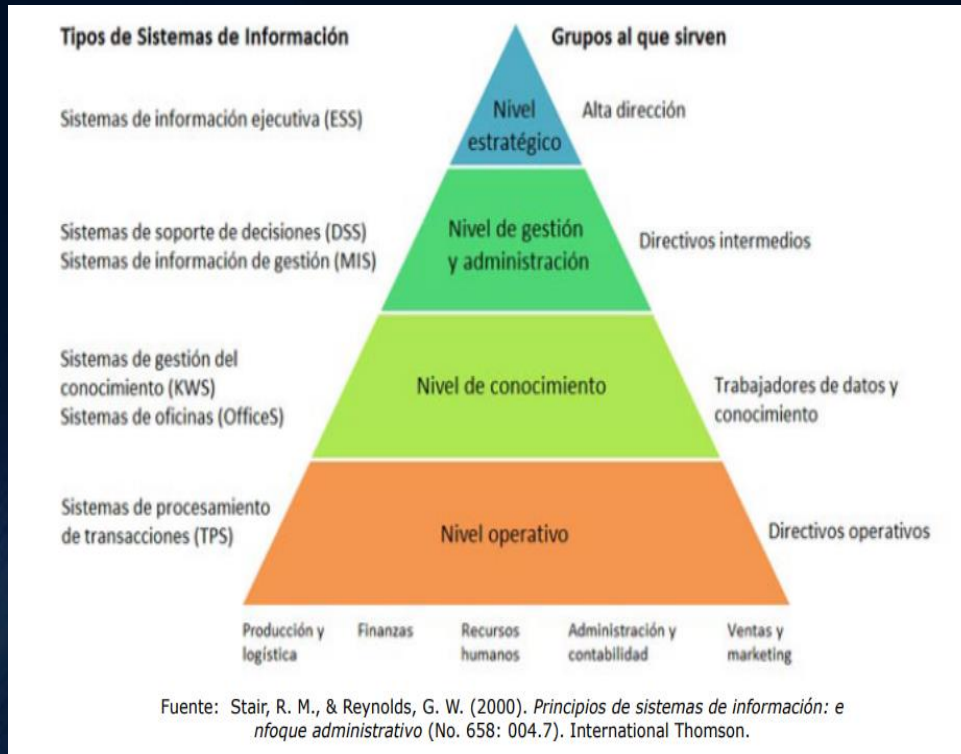 Tipos de Sistemas de Información
Grupos al que sirven
Sistemas de información ejecutiva (ESS)
Nivel
estratégico
Alta dirección
Sistemas de soporte de decisiones (DSS)
Sistemas de información de gestión (MIS)
Nivel de gestión
y administración
Directivos intermedios
Sistemas de gestión del
conocimiento (KWS)
Sistemas de oficinas (OfficeS)
Nivel de conocimiento
Trabajadores de datos y
conocimiento
Sistemas de procesamiento
de transacciones (TPS)
Nivel operativo
Directivos operativos
Producción y
logística
Finanzas
Recursos
humanos
Administración y
contabilidad
Ventas y
marketing
Fuente: Stair, R. M., & Reynolds, G. W. (2000). Principios de sistemas de información: e
nfoque administrativo (No. 658: 004.7). International Thomson.